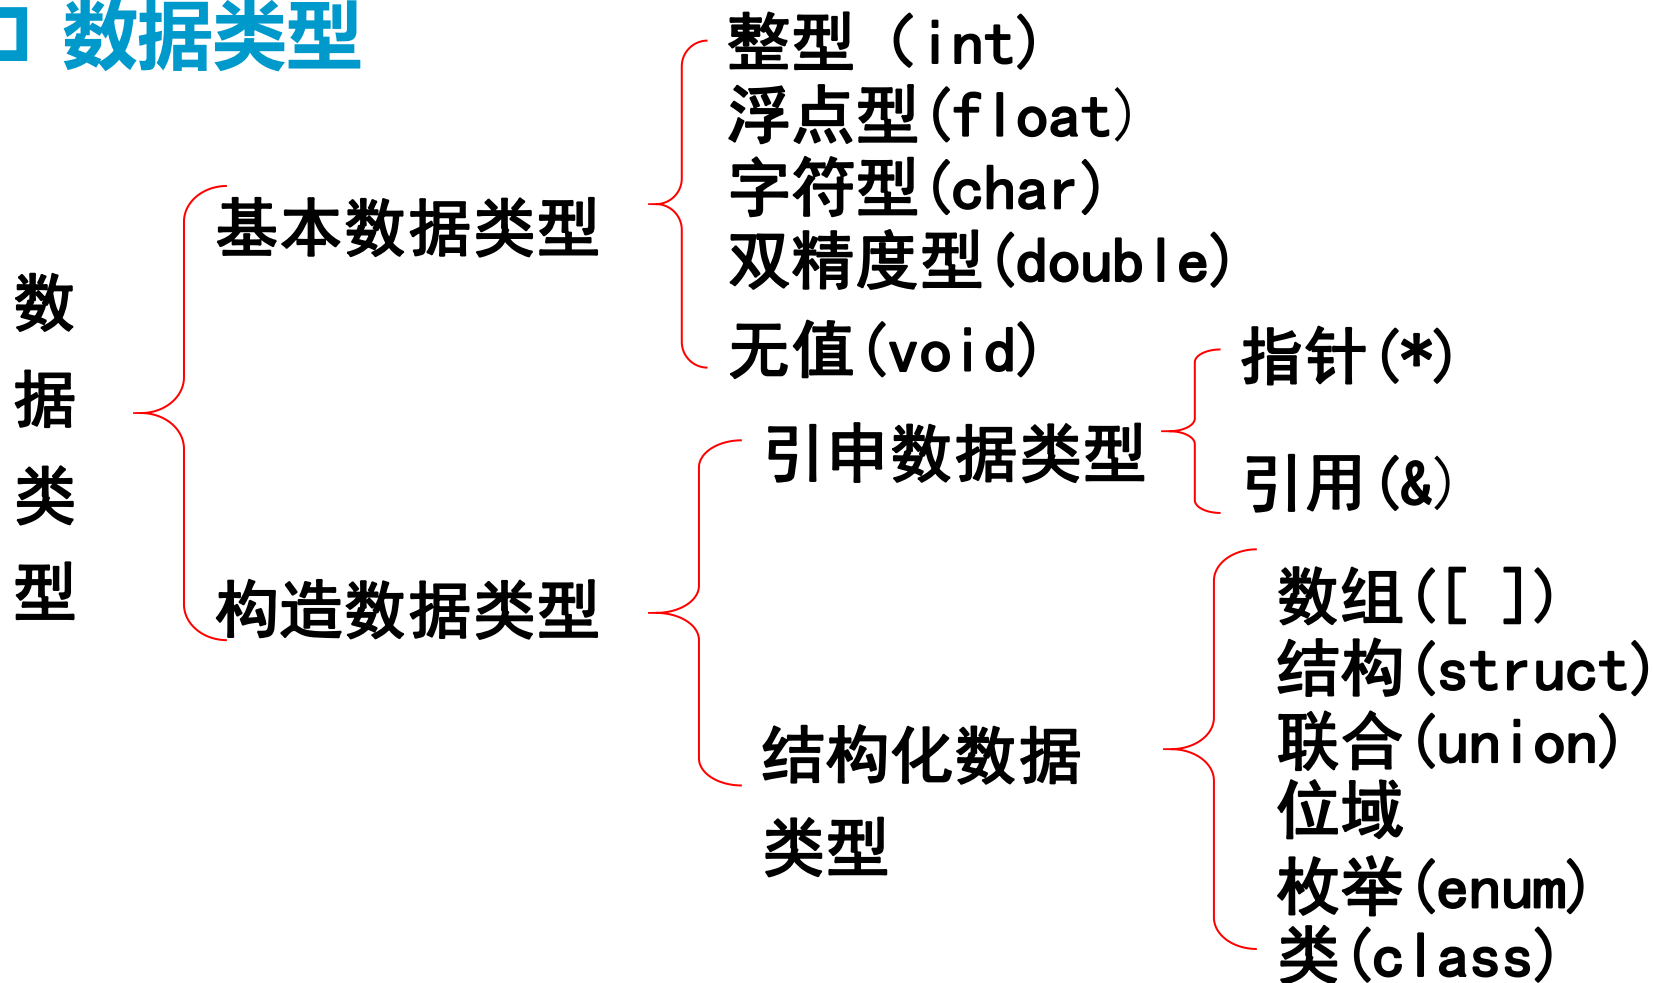 数据类型
数
据
类
型
基本数据类型
整型（int)
浮点型(float）
字符型(char)
双精度型(double)
无值(void)
构造数据类型
引申数据类型
指针(*)
引用(&）
结构化数据
类型
数组([ ])
结构(struct)
联合(union)
位域
枚举(enum)
类(class)